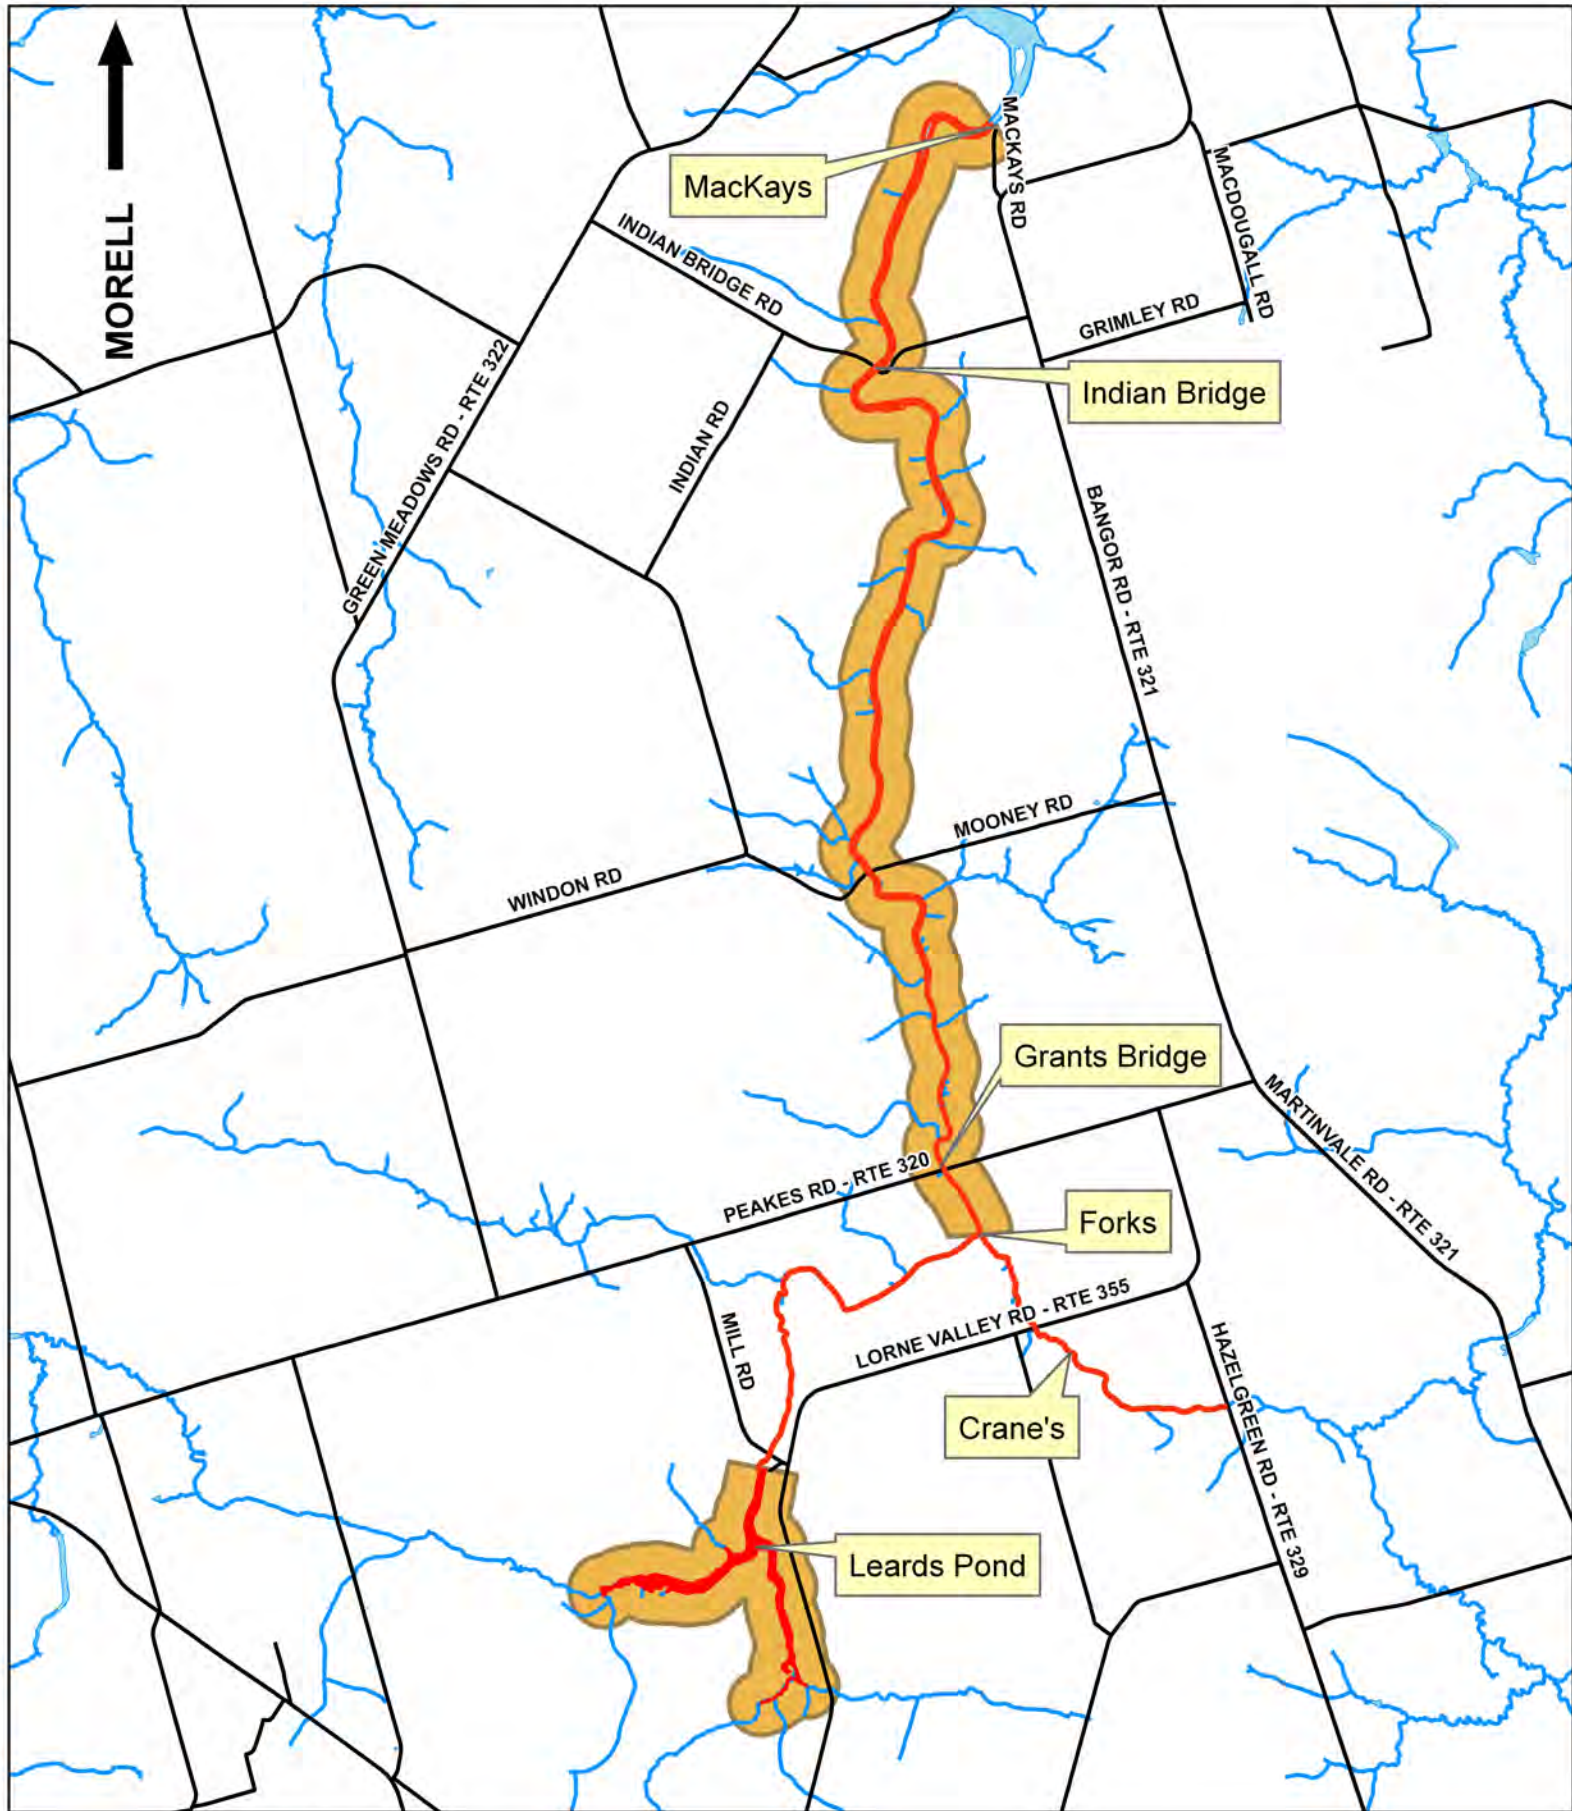 MORELL
MacKays
MACKAYS RD
MACDOUGALL RD
INDIAN BRIDGE RD
GRIMLEY RD
Indian Bridge
GREEN MEADOWS RD - RTE 322
INDIAN RD
BANGOR RD - RTE 321
MOONEY RD
WINDON RD
Grants Bridge
MARTINVALE RD - RTE 321
PEAKES RD - RTE 320
Forks
LORNE VALLEY RD - RTE 355
MILL RD
HAZELGREEN RD - RTE 329
Crane's
Leards Pond